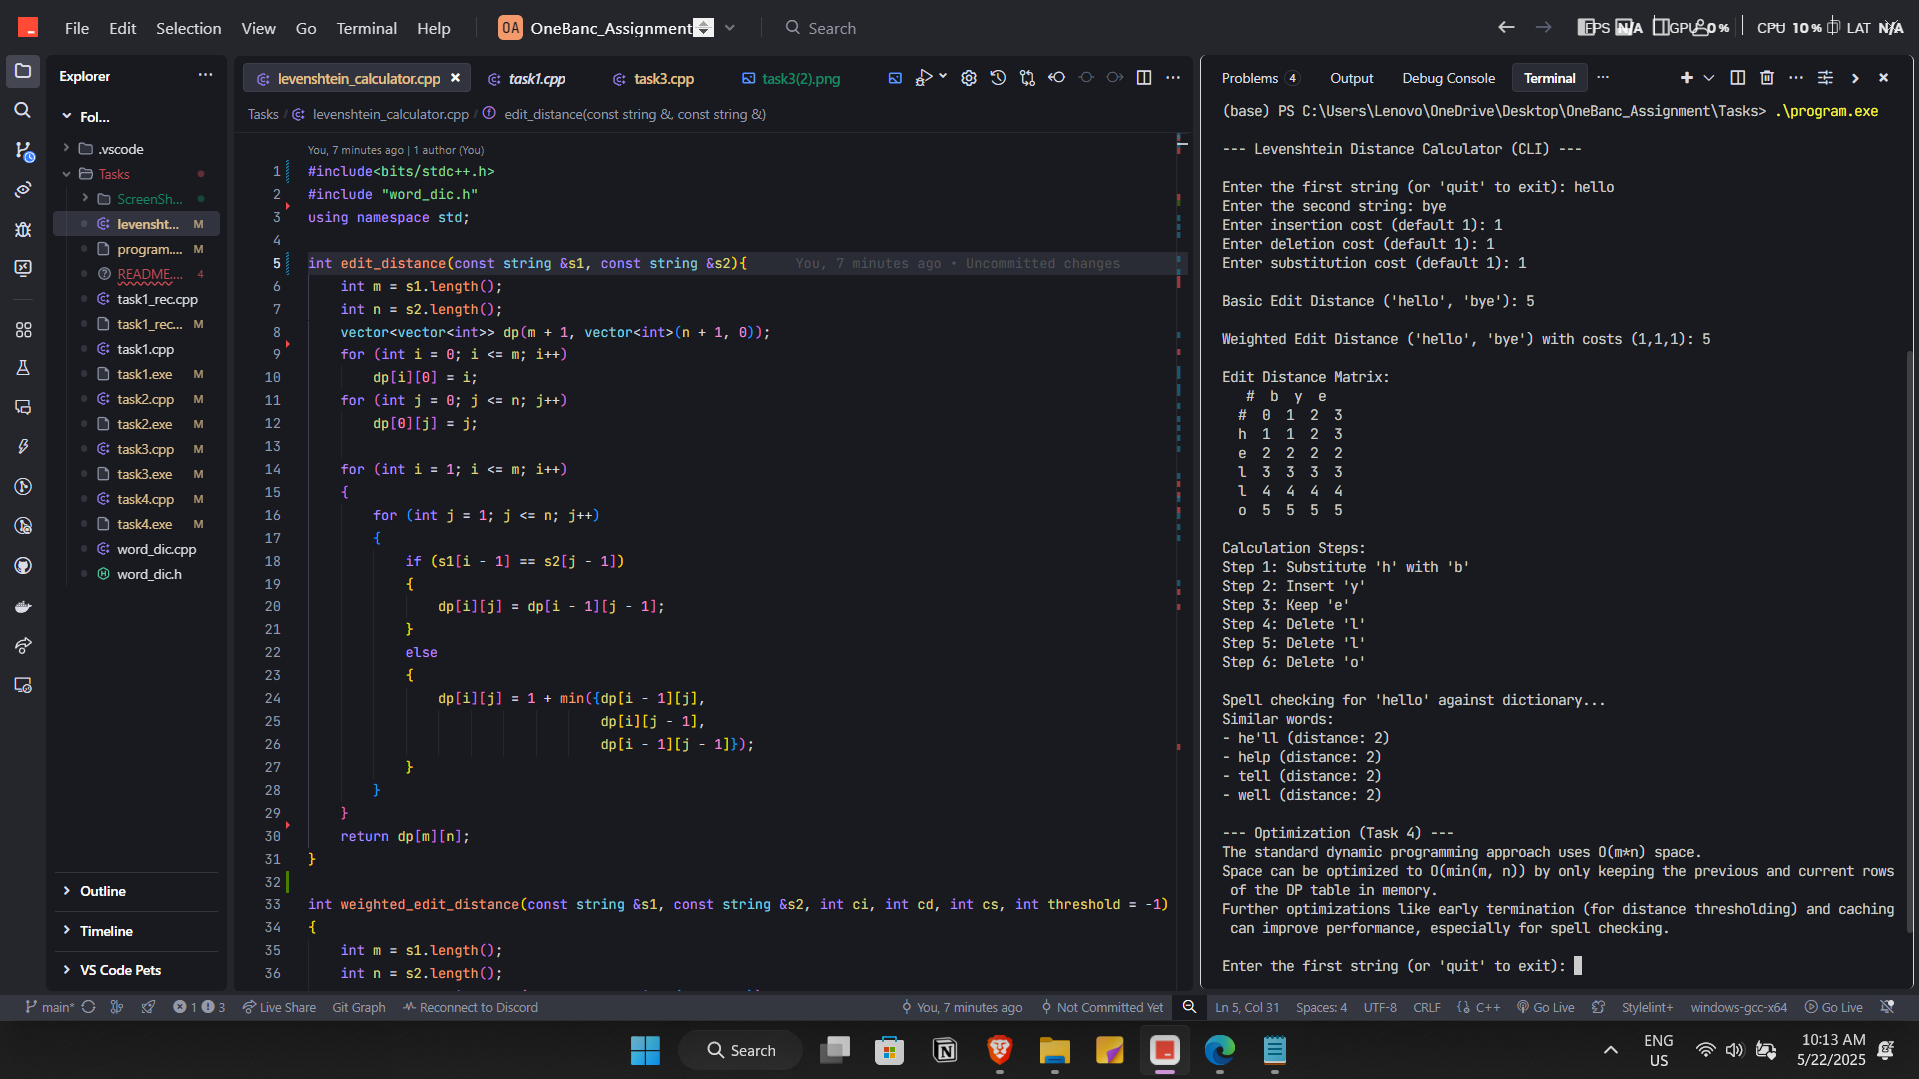 File Edit Selection View Go Terminal Help
OA OneBanc_Assignment
Search
FPS N/A GPU 0% CPU 10% LAT N/A
Explorer
Fol...
.vscode
Tasks
ScreenSh...
levensht... M
program.... M
README.... 4
task1_rec.cpp
task1_rec... M
task1.cpp
task1.exe M
task2.cpp M
task2.exe M
task3.cpp M
task3.exe M
task4.cpp M
task4.exe M
word_dic.cpp
word_dic.h
Outline
Timeline
VS Code Pets
levenshtein_calculator.cpp task1.cpp task3.cpp task3(2).png
Tasks levenshtein_calculator.cpp edit_distance(const string &, const string &)
You, 7 minutes ago | 1 author (You)
1 #include<bits/stdc++.h>
2 #include "word_dic.h"
3 using namespace std;
4
5 int edit_distance(const string &s1, const string &s2){ You, 7 minutes ago • Uncommitted changes
6 int m = s1.length();
7 int n = s2.length();
8 vector<vector<int>> dp(m + 1, vector<int>(n + 1, 0));
9 for (int i = 0; i <= m; i++)
10 dp[i][0] = i;
11 for (int j = 0; j <= n; j++)
12 dp[0][j] = j;
13
14 for (int i = 1; i <= m; i++)
15 {
16 for (int j = 1; j <= n; j++)
17 {
18 if (s1[i - 1] == s2[j - 1])
19 {
20 dp[i][j] = dp[i - 1][j - 1];
21 }
22 else
23 {
24 dp[i][j] = 1 + min({dp[i - 1][j],
25 dp[i][j - 1],
26 dp[i - 1][j - 1]});
27 }
28 }
29 }
30 return dp[m][n];
31 }
32
33 int weighted_edit_distance(const string &s1, const string &s2, int ci, int cd, int cs, int threshold = -1)
34 {
35 int m = s1.length();
36 int n = s2.length();
Problems 4 Output Debug Console Terminal
(base) PS C:\Users\Lenovo\OneDrive\Desktop\OneBanc_Assignment\Tasks> .\program.exe
--- Levenshtein Distance Calculator (CLI) ---
Enter the first string (or 'quit' to exit): hello
Enter the second string: bye
Enter insertion cost (default 1): 1
Enter deletion cost (default 1): 1
Enter substitution cost (default 1): 1
Basic Edit Distance ('hello', 'bye'): 5
Weighted Edit Distance ('hello', 'bye') with costs (1,1,1): 5
Edit Distance Matrix:
# b y e
# 0 1 2 3
h 1 1 2 3
e 2 2 2 2
l 3 3 3 3
l 4 4 4 4
o 5 5 5 5
Calculation Steps:
Step 1: Substitute 'h' with 'b'
Step 2: Insert 'y'
Step 3: Keep 'e'
Step 4: Delete 'l'
Step 5: Delete 'l'
Step 6: Delete 'o'
Spell checking for 'hello' against dictionary...
Similar words:
- he'll (distance: 2)
- help (distance: 2)
- tell (distance: 2)
- well (distance: 2)
--- Optimization (Task 4) ---
The standard dynamic programming approach uses O(m*n) space.
Space can be optimized to O(min(m, n)) by only keeping the previous and current rows
of the DP table in memory.
Further optimizations like early termination (for distance thresholding) and caching
can improve performance, especially for spell checking.
Enter the first string (or 'quit' to exit):
main* 1 3 Live Share Git Graph Reconnect to Discord You, 7 minutes ago Not Committed Yet Ln 5, Col 31 Spaces: 4 UTF-8 CRLF {} C++ Go Live Stylelint+ windows-gcc-x64 Go Live
Search
ENG
US
10:13 AM
5/22/2025